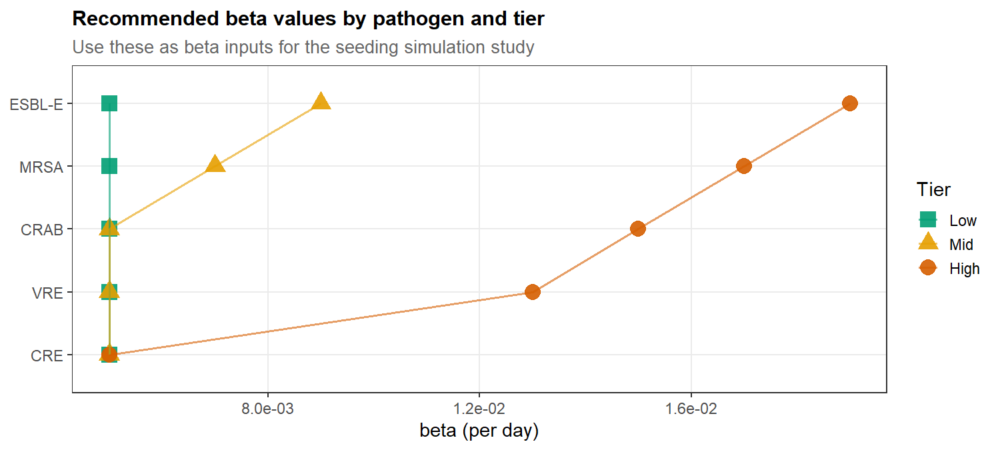 Recommended beta values by pathogen and tier
Use these as beta inputs for the seeding simulation study
ESBL-E
MRSA
CRAB
VRE
CRE
8.0e-03
1.2e-02
1.6e-02
beta (per day)
Tier
Low
Mid
High